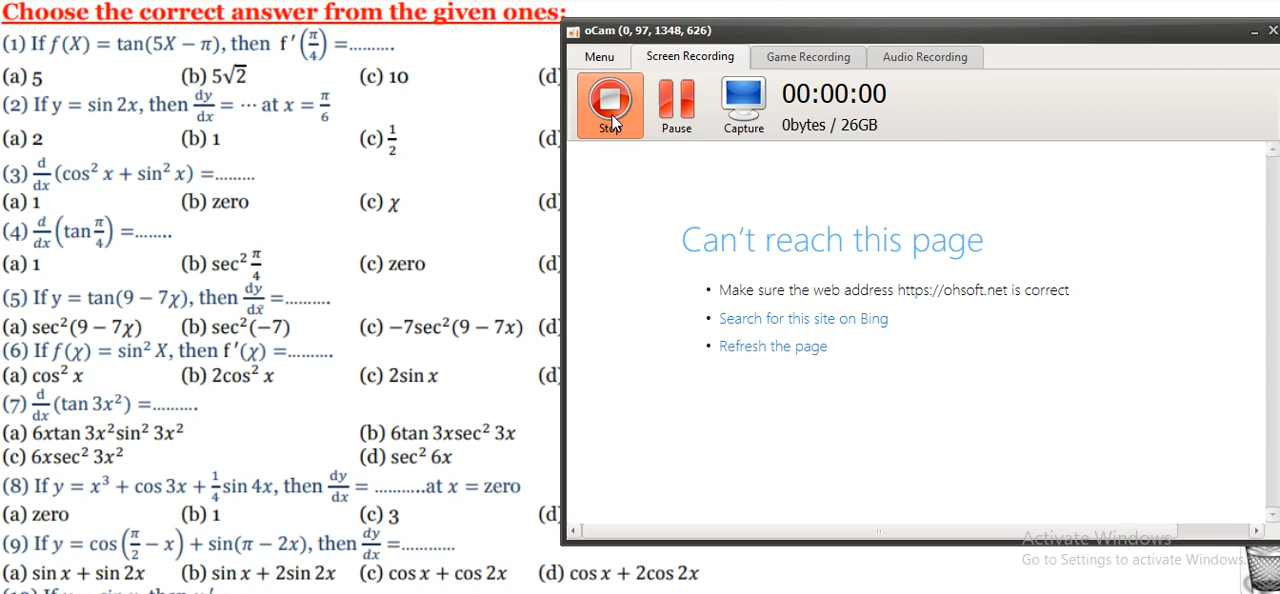 Choose the correct answer from the given ones:
(1) If f(X) = tan(5X − π), then f′(π/4) =..........
(a) 5 (b) 5√2 (c) 10 (d)
(2) If y = sin 2x, then dy/dx = ··· at x = π/6
(a) 2 (b) 1 (c) 1/2 (d)
(3) d/dx (cos² x + sin² x) =.........
(a) 1 (b) zero (c) χ (d)
(4) d/dx (tan π/4) =........
(a) 1 (b) sec² π/4 (c) zero (d)
(5) If y = tan(9 − 7χ), then dy/dx =..........
(a) sec²(9 − 7χ) (b) sec²(−7) (c) −7sec²(9 − 7x) (d)
(6) If f(χ) = sin² X, then f′(χ) =..........
(a) cos² x (b) 2cos² x (c) 2sin x (d)
(7) d/dx (tan 3x²) =..........
(a) 6xtan 3x²sin² 3x² (b) 6tan 3xsec² 3x
(c) 6xsec² 3x² (d) sec² 6x
(8) If y = x³ + cos 3x + 1/4 sin 4x, then dy/dx = ...........at x = zero
(a) zero (b) 1 (c) 3 (d)
(9) If y = cos(π/2 − x) + sin(π − 2x), then dy/dx =............
(a) sin x + sin 2x (b) sin x + 2sin 2x (c) cos x + cos 2x (d) cos x + 2cos 2x
oCam (0, 97, 1348, 626)
Menu Screen Recording Game Recording Audio Recording
Stop Pause Capture
00:00:00
0bytes / 26GB
Can't reach this page
• Make sure the web address https://ohsoft.net is correct
• Search for this site on Bing
• Refresh the page
Activate Windows
Go to Settings to activate Windows.